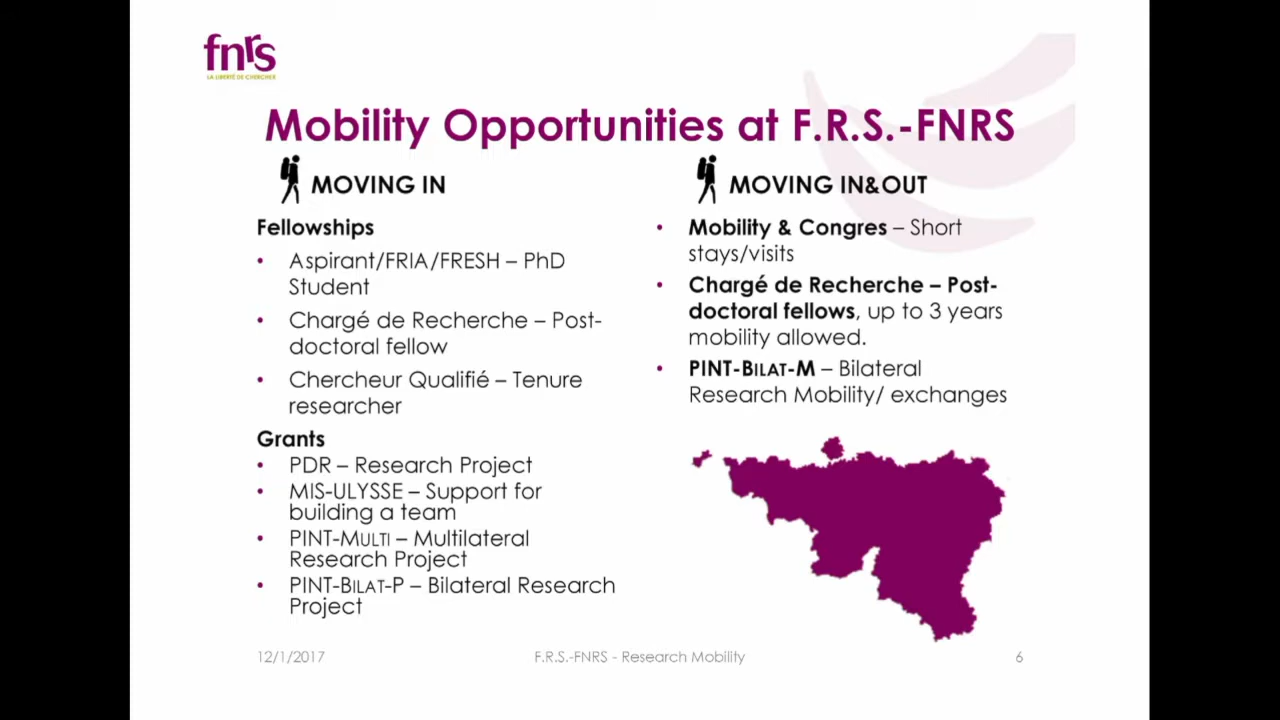 fnrs
LA LIBERTÉ DE CHERCHER
Mobility Opportunities at F.R.S.-FNRS
MOVING IN
Fellowships
• Aspirant/FRIA/FRESH – PhD
Student
• Chargé de Recherche – Post-
doctoral fellow
• Chercheur Qualifié – Tenure
researcher
Grants
• PDR – Research Project
• MIS-ULYSSE – Support for
building a team
• PINT-MULTI – Multilateral
Research Project
• PINT-BILAT-P – Bilateral Research
Project
MOVING IN&OUT
• Mobility & Congres – Short
stays/visits
• Chargé de Recherche – Post-
doctoral fellows, up to 3 years
mobility allowed.
• PINT-BILAT-M – Bilateral
Research Mobility/ exchanges
12/1/2017
F.R.S.-FNRS - Research Mobility
6